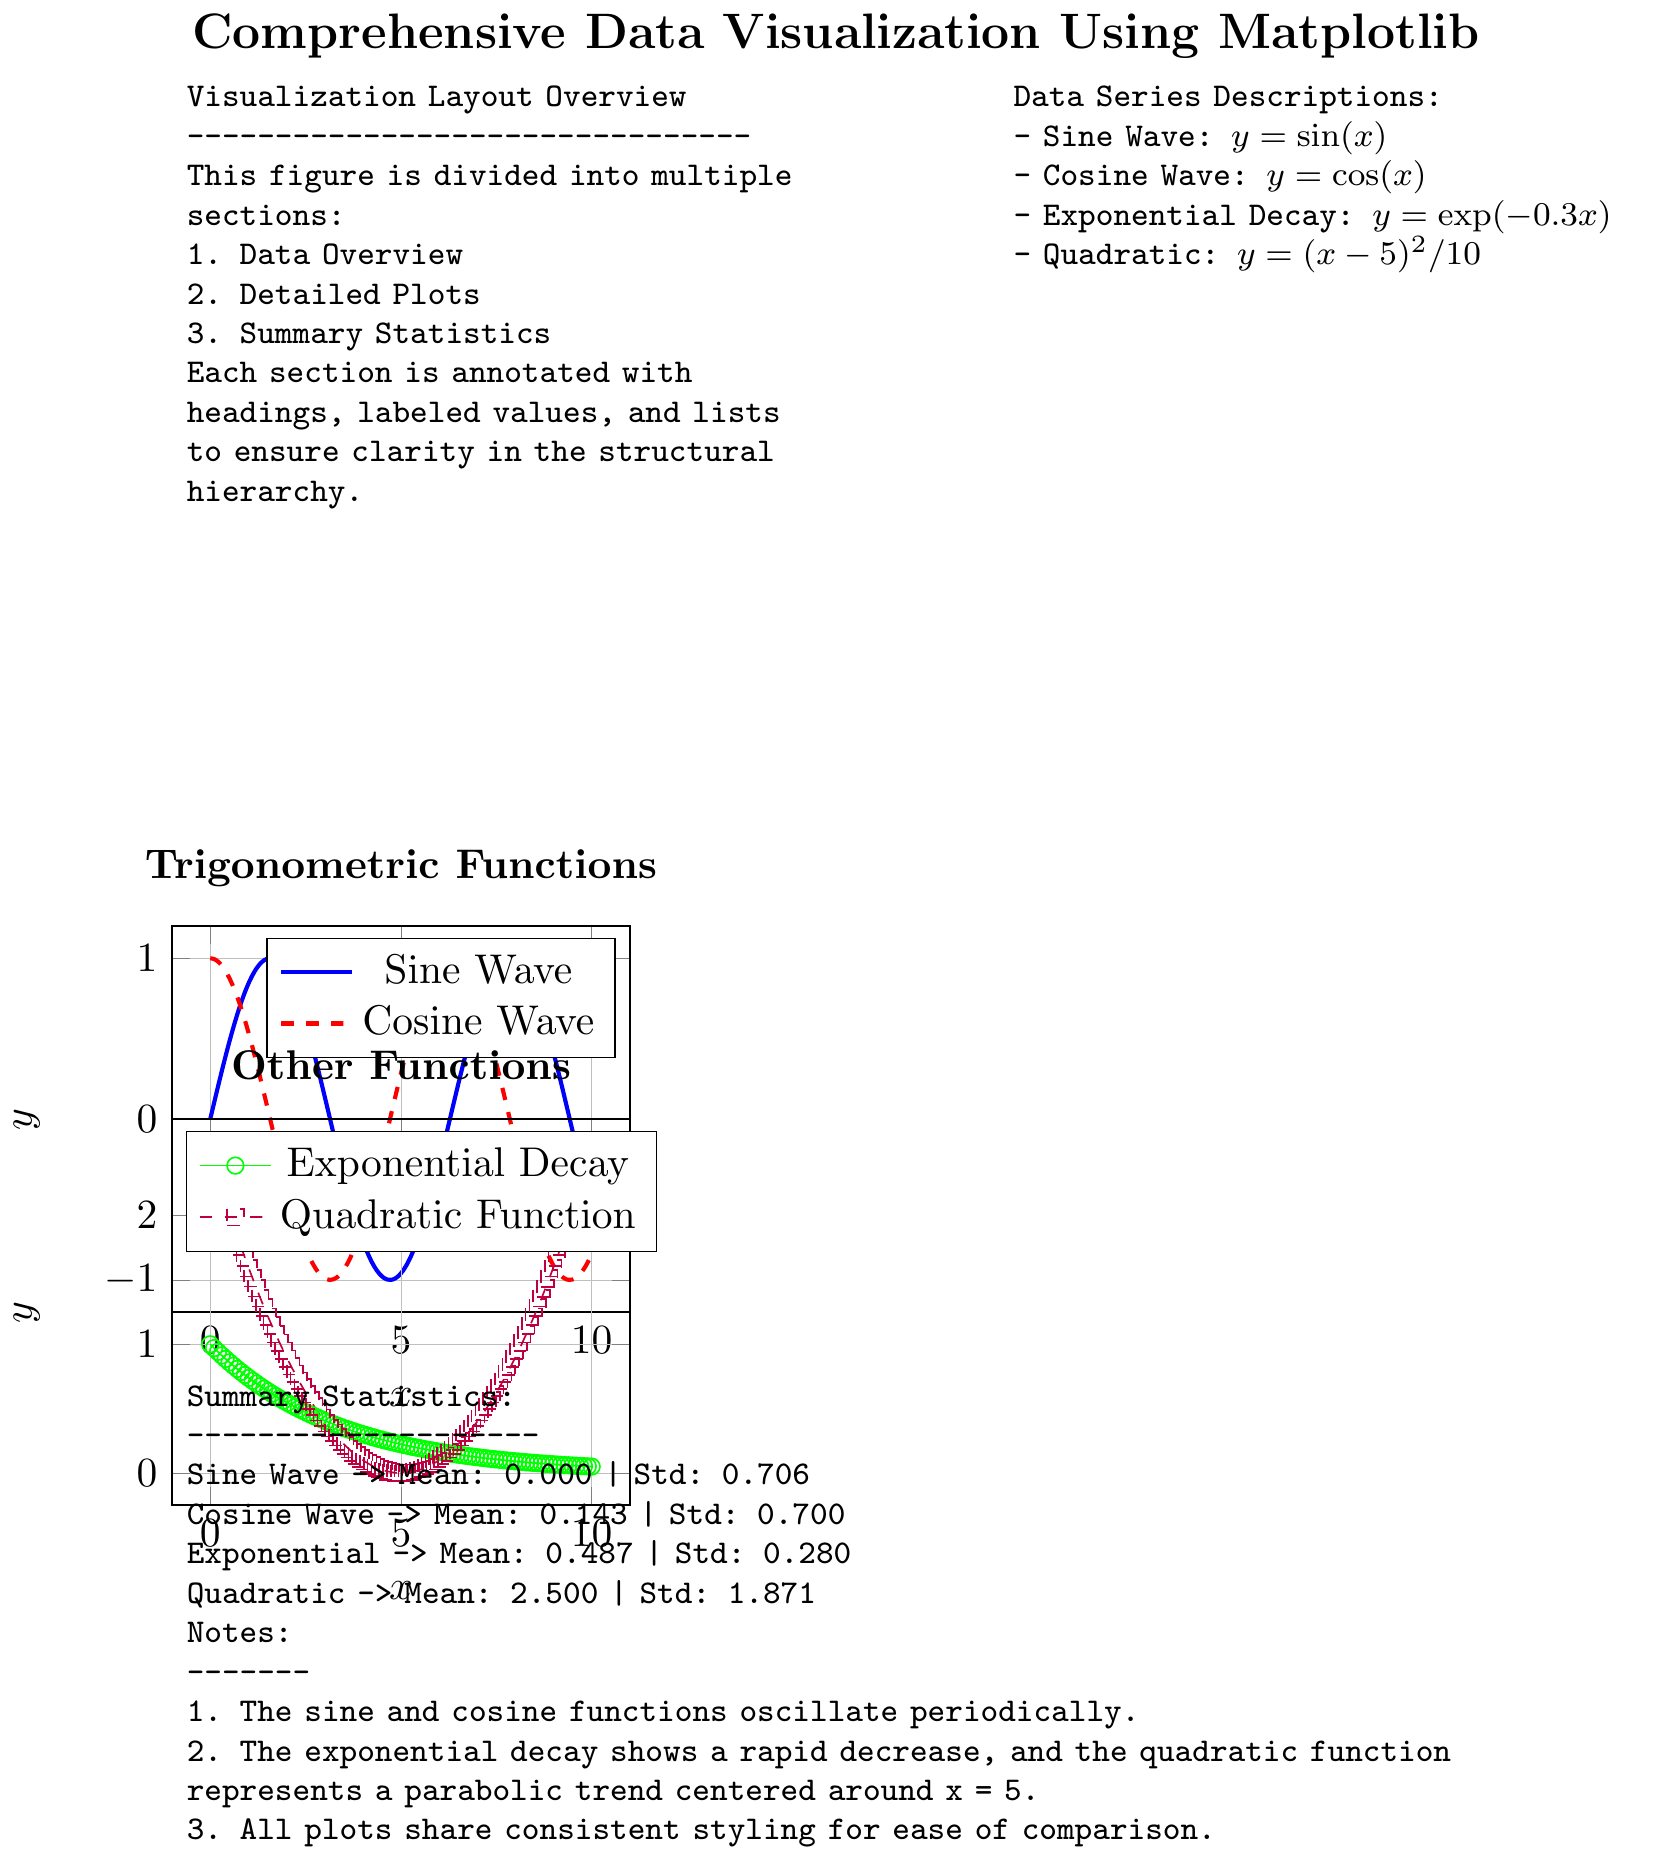 Comprehensive Data Visualization Using Matplotlib
Visualization Layout Overview
--------------------------------
This figure is divided into multiple
sections:
1. Data Overview
2. Detailed Plots
3. Summary Statistics
Each section is annotated with
headings, labeled values, and lists
to ensure clarity in the structural
hierarchy.
Data Series Descriptions:
- Sine Wave: y = sin(x)
- Cosine Wave: y = cos(x)
- Exponential Decay: y = exp(−0.3x)
- Quadratic: y = (x − 5)²/10
Trigonometric Functions
1
0
−1
y
Sine Wave
Cosine Wave
0 5 10
x
Other Functions
2
1
0
y
Exponential Decay
Quadratic Function
0 5 10
x
Summary Statistics:
--------------------
Sine Wave -> Mean: 0.000 | Std: 0.706
Cosine Wave -> Mean: 0.143 | Std: 0.700
Exponential -> Mean: 0.487 | Std: 0.280
Quadratic -> Mean: 2.500 | Std: 1.871
Notes:
-------
1. The sine and cosine functions oscillate periodically.
2. The exponential decay shows a rapid decrease, and the quadratic function
represents a parabolic trend centered around x = 5.
3. All plots share consistent styling for ease of comparison.